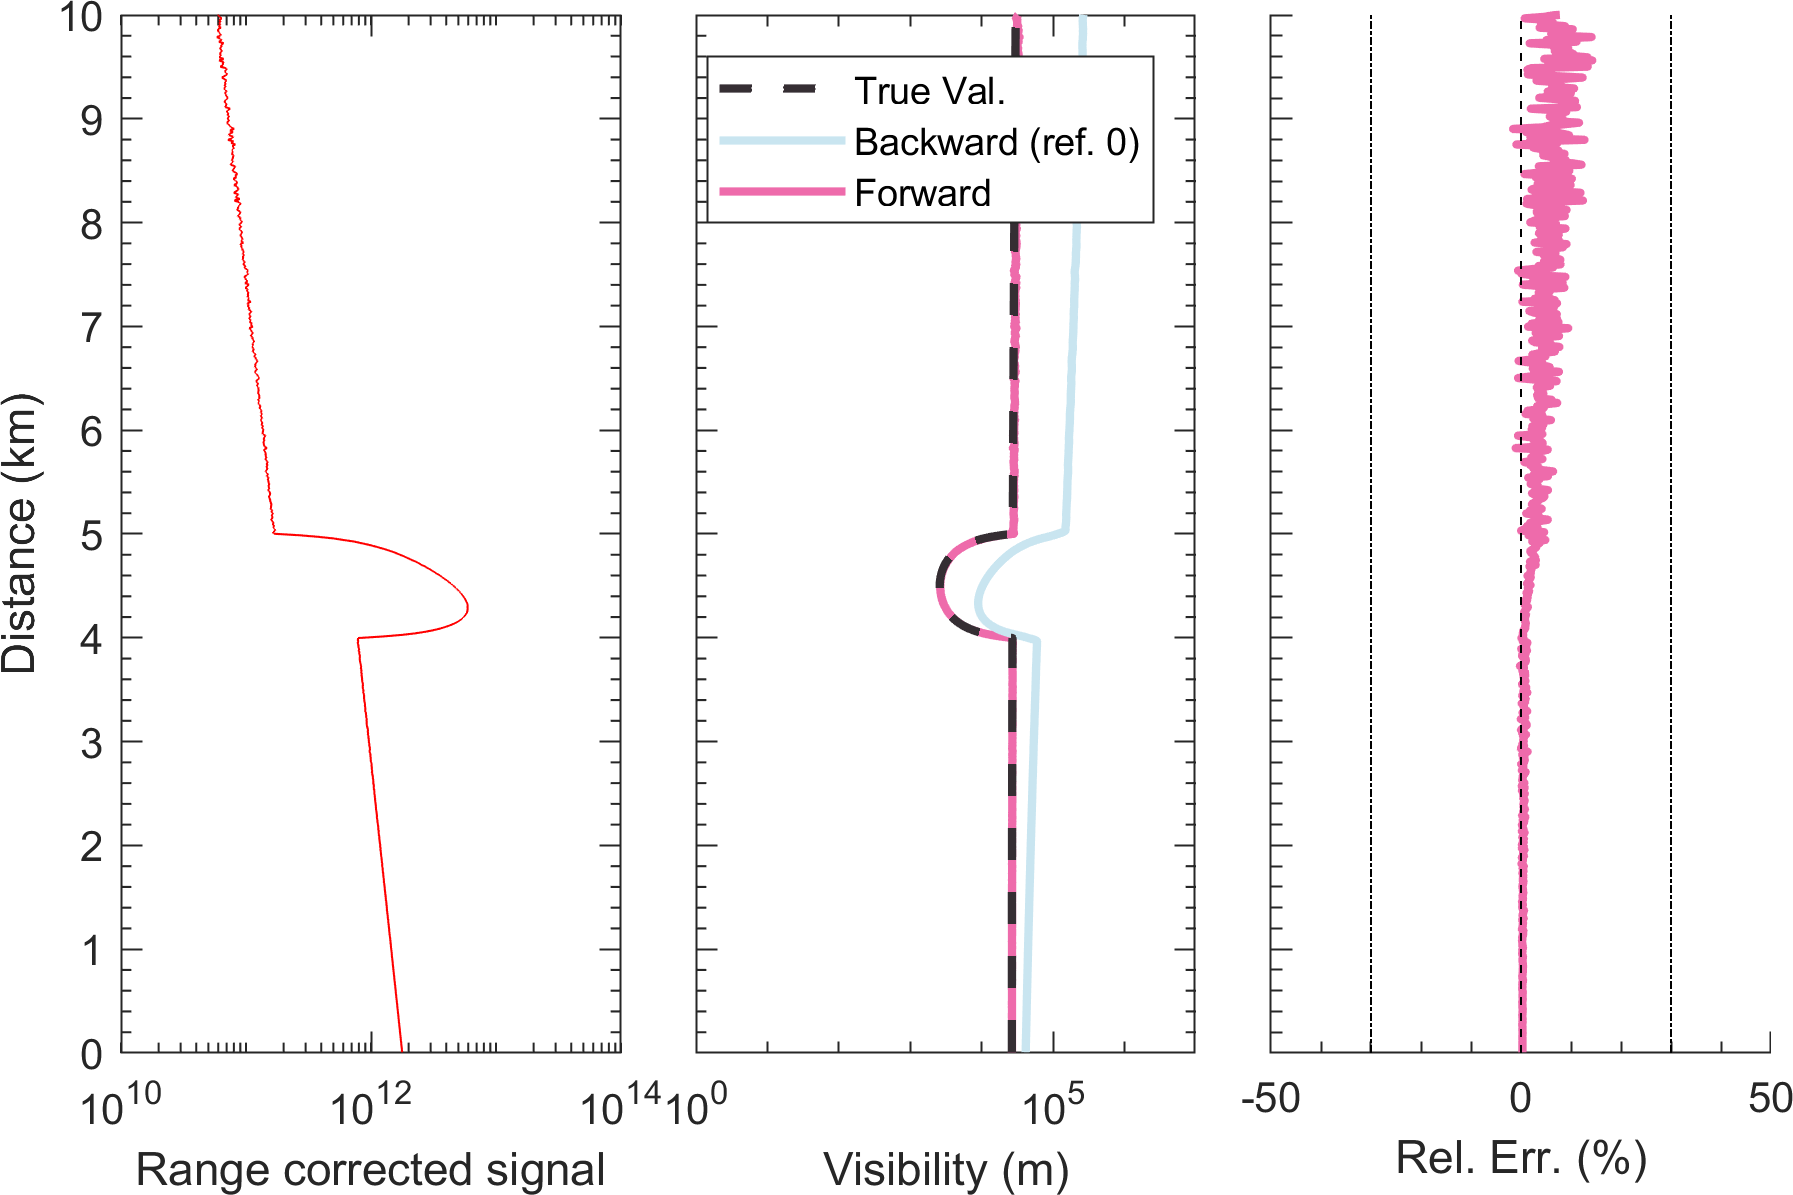 Distance (km)
10
9
8
7
6
5
4
3
2
1
0
10^10 10^12 10^14
Range corrected signal
True Val.
Backward (ref. 0)
Forward
10^0 10^5
Visibility (m)
-50 0 50
Rel. Err. (%)